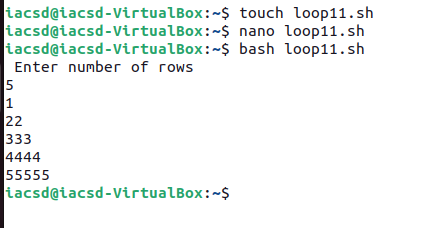 iacsd@iacsd-VirtualBox:~$ touch loop11.sh
iacsd@iacsd-VirtualBox:~$ nano loop11.sh
iacsd@iacsd-VirtualBox:~$ bash loop11.sh
 Enter number of rows
5
1
22
333
4444
55555
iacsd@iacsd-VirtualBox:~$